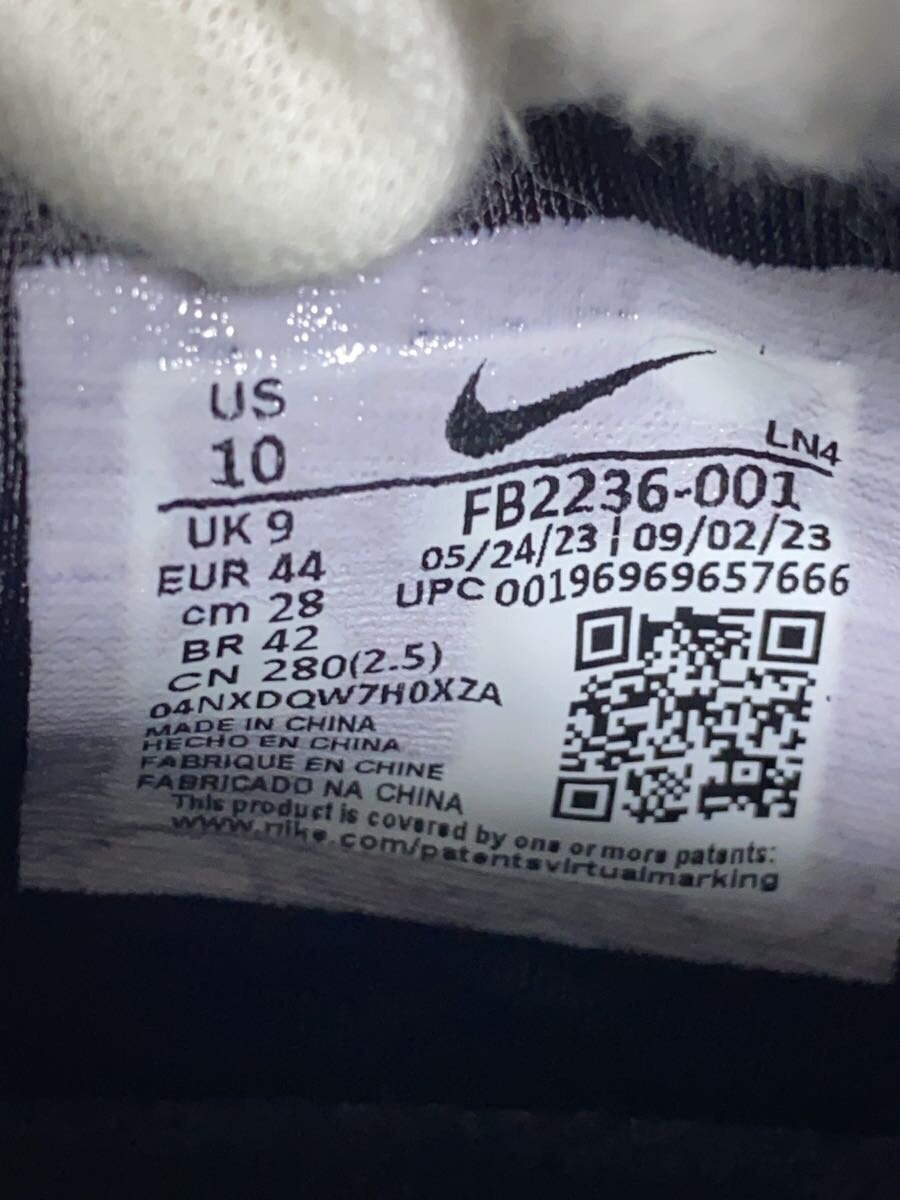 US
10
LN4
FB2236-001
UK 9
05/24/23 | 09/02/23
EUR 44
UPC 00196969657666
cm 28
BR 42
CN 280(2.5)
04NXDQW7H0XZA
MADE IN CHINA
HECHO EN CHINA
FABRIQUE EN CHINE
FABRICADO NA CHINA
This product is covered by one or more patents:
www.nike.com/patentsvirtualmarking